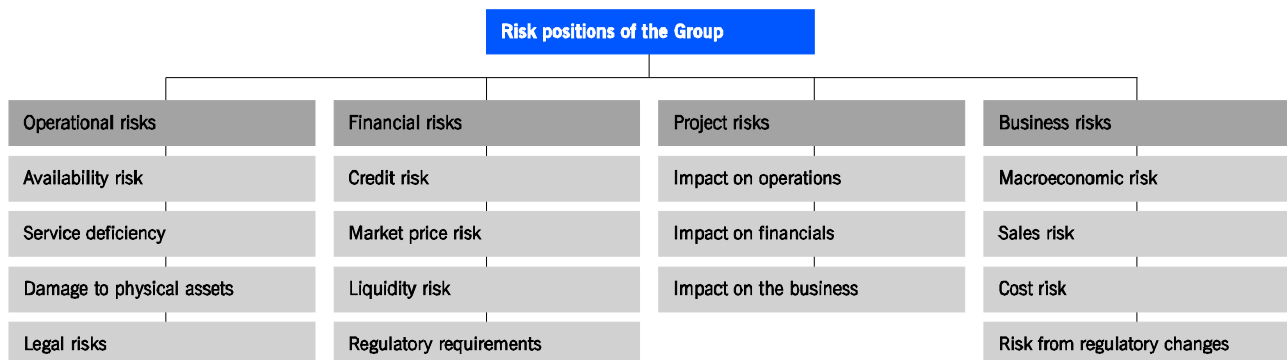 Risk positions of the Group
Operational risks
Availability risk
Service deficiency
Damage to physical assets
Legal risks
Financial risks
Credit risk
Market price risk
Liquidity risk
Regulatory requirements
Project risks
Impact on operations
Impact on financials
Impact on the business
Business risks
Macroeconomic risk
Sales risk
Cost risk
Risk from regulatory changes